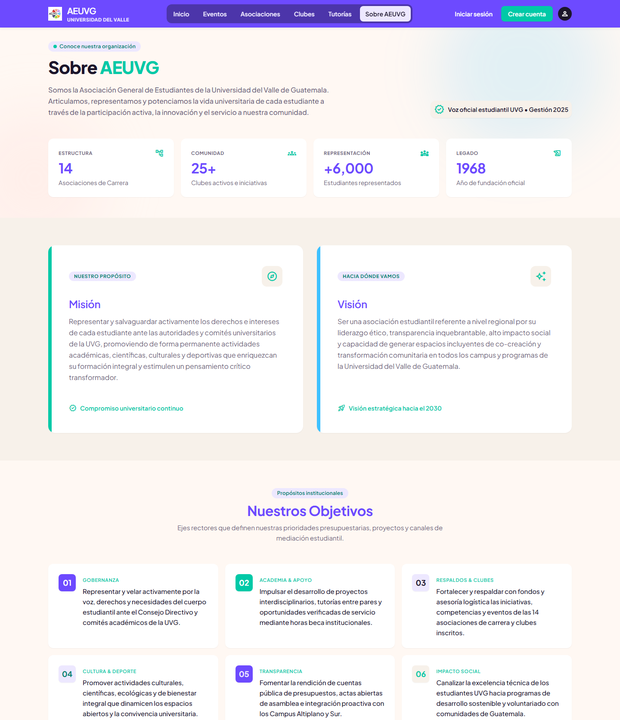 AEUVG
UNIVERSIDAD DEL VALLE
Inicio
Eventos
Asociaciones
Clubes
Tutorías
Sobre AEUVG
Iniciar sesión
Crear cuenta
Conoce nuestra organización
Sobre AEUVG
Somos la Asociación General de Estudiantes de la Universidad del Valle de Guatemala.
Articulamos, representamos y potenciamos la vida universitaria de cada estudiante a
través de la participación activa, la innovación y el servicio a nuestra comunidad.
Voz oficial estudiantil UVG • Gestión 2025
ESTRUCTURA
14
Asociaciones de Carrera
COMUNIDAD
25+
Clubes activos e iniciativas
REPRESENTACIÓN
+6,000
Estudiantes representados
LEGADO
1968
Año de fundación oficial
NUESTRO PROPÓSITO
Misión
Representar y salvaguardar activamente los derechos e intereses
de cada estudiante ante las autoridades y comités universitarios
de la UVG, promoviendo de forma permanente actividades
académicas, científicas, culturales y deportivas que enriquezcan
su formación integral y estimulen un pensamiento crítico
transformador.
Compromiso universitario continuo
HACIA DÓNDE VAMOS
Visión
Ser una asociación estudiantil referente a nivel regional por su
liderazgo ético, transparencia inquebrantable, alto impacto social
y capacidad de generar espacios incluyentes de co-creación y
transformación comunitaria en todos los campus y programas de
la Universidad del Valle de Guatemala.
Visión estratégica hacia el 2030
Propósitos institucionales
Nuestros Objetivos
Ejes rectores que definen nuestras prioridades presupuestarias, proyectos y canales de
mediación estudiantil.
01
GOBERNANZA
Representar y velar activamente por la
voz, derechos y necesidades del cuerpo
estudiantil ante el Consejo Directivo y
comités académicos de la UVG.
02
ACADEMIA & APOYO
Impulsar el desarrollo de proyectos
interdisciplinarios, tutorías entre pares y
oportunidades verificadas de servicio
mediante horas beca institucionales.
03
RESPALDOS & CLUBES
Fortalecer y respaldar con fondos y
asesoría logística las iniciativas,
competencias y eventos de las 14
asociaciones de carrera y clubes
inscritos.
04
CULTURA & DEPORTE
Promover actividades culturales,
científicas, ecológicas y de bienestar
integral que dinamicen los espacios
abiertos y la convivencia universitaria.
05
TRANSPARENCIA
Fomentar la rendición de cuentas
pública de presupuestos, actas abiertas
de asamblea e integración proactiva con
los Campus Altiplano y Sur.
06
IMPACTO SOCIAL
Canalizar la excelencia técnica de los
estudiantes UVG hacia programas de
desarrollo sostenible y voluntariado con
comunidades de Guatemala.